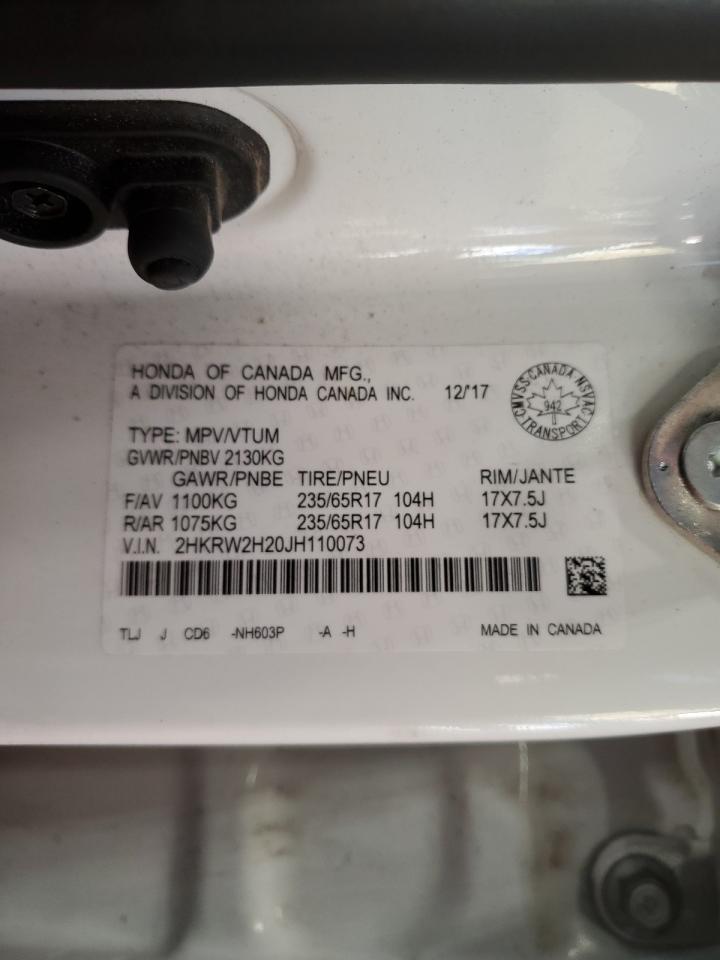 HONDA OF CANADA MFG.,
A DIVISION OF HONDA CANADA INC. 12/'17
CMVSS CANADA NSVAC
942
TRANSPORT
TYPE: MPV/VTUM
GVWR/PNBV 2130KG
GAWR/PNBE TIRE/PNEU RIM/JANTE
F/AV 1100KG 235/65R17 104H 17X7.5J
R/AR 1075KG 235/65R17 104H 17X7.5J
V.I.N. 2HKRW2H20JH110073
TLJ J CD6 -NH603P -A -H MADE IN CANADA